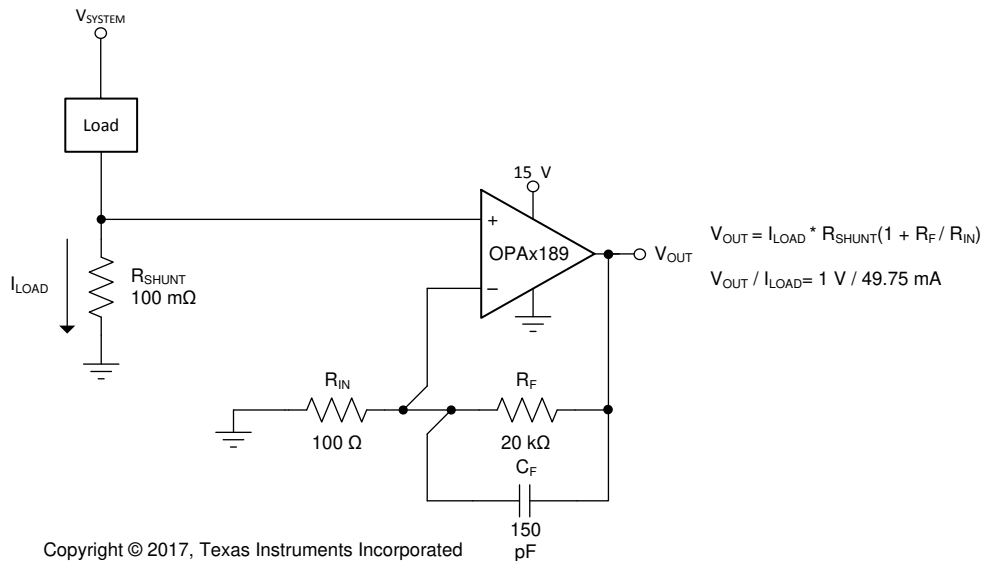 VSYSTEM
Load
15 V
+
OPAx189
−
VOUT
VOUT = ILOAD * RSHUNT(1 + RF / RIN)
VOUT / ILOAD= 1 V / 49.75 mA
ILOAD
RSHUNT
100 mΩ
RIN
100 Ω
RF
20 kΩ
CF
150
pF
Copyright © 2017, Texas Instruments Incorporated